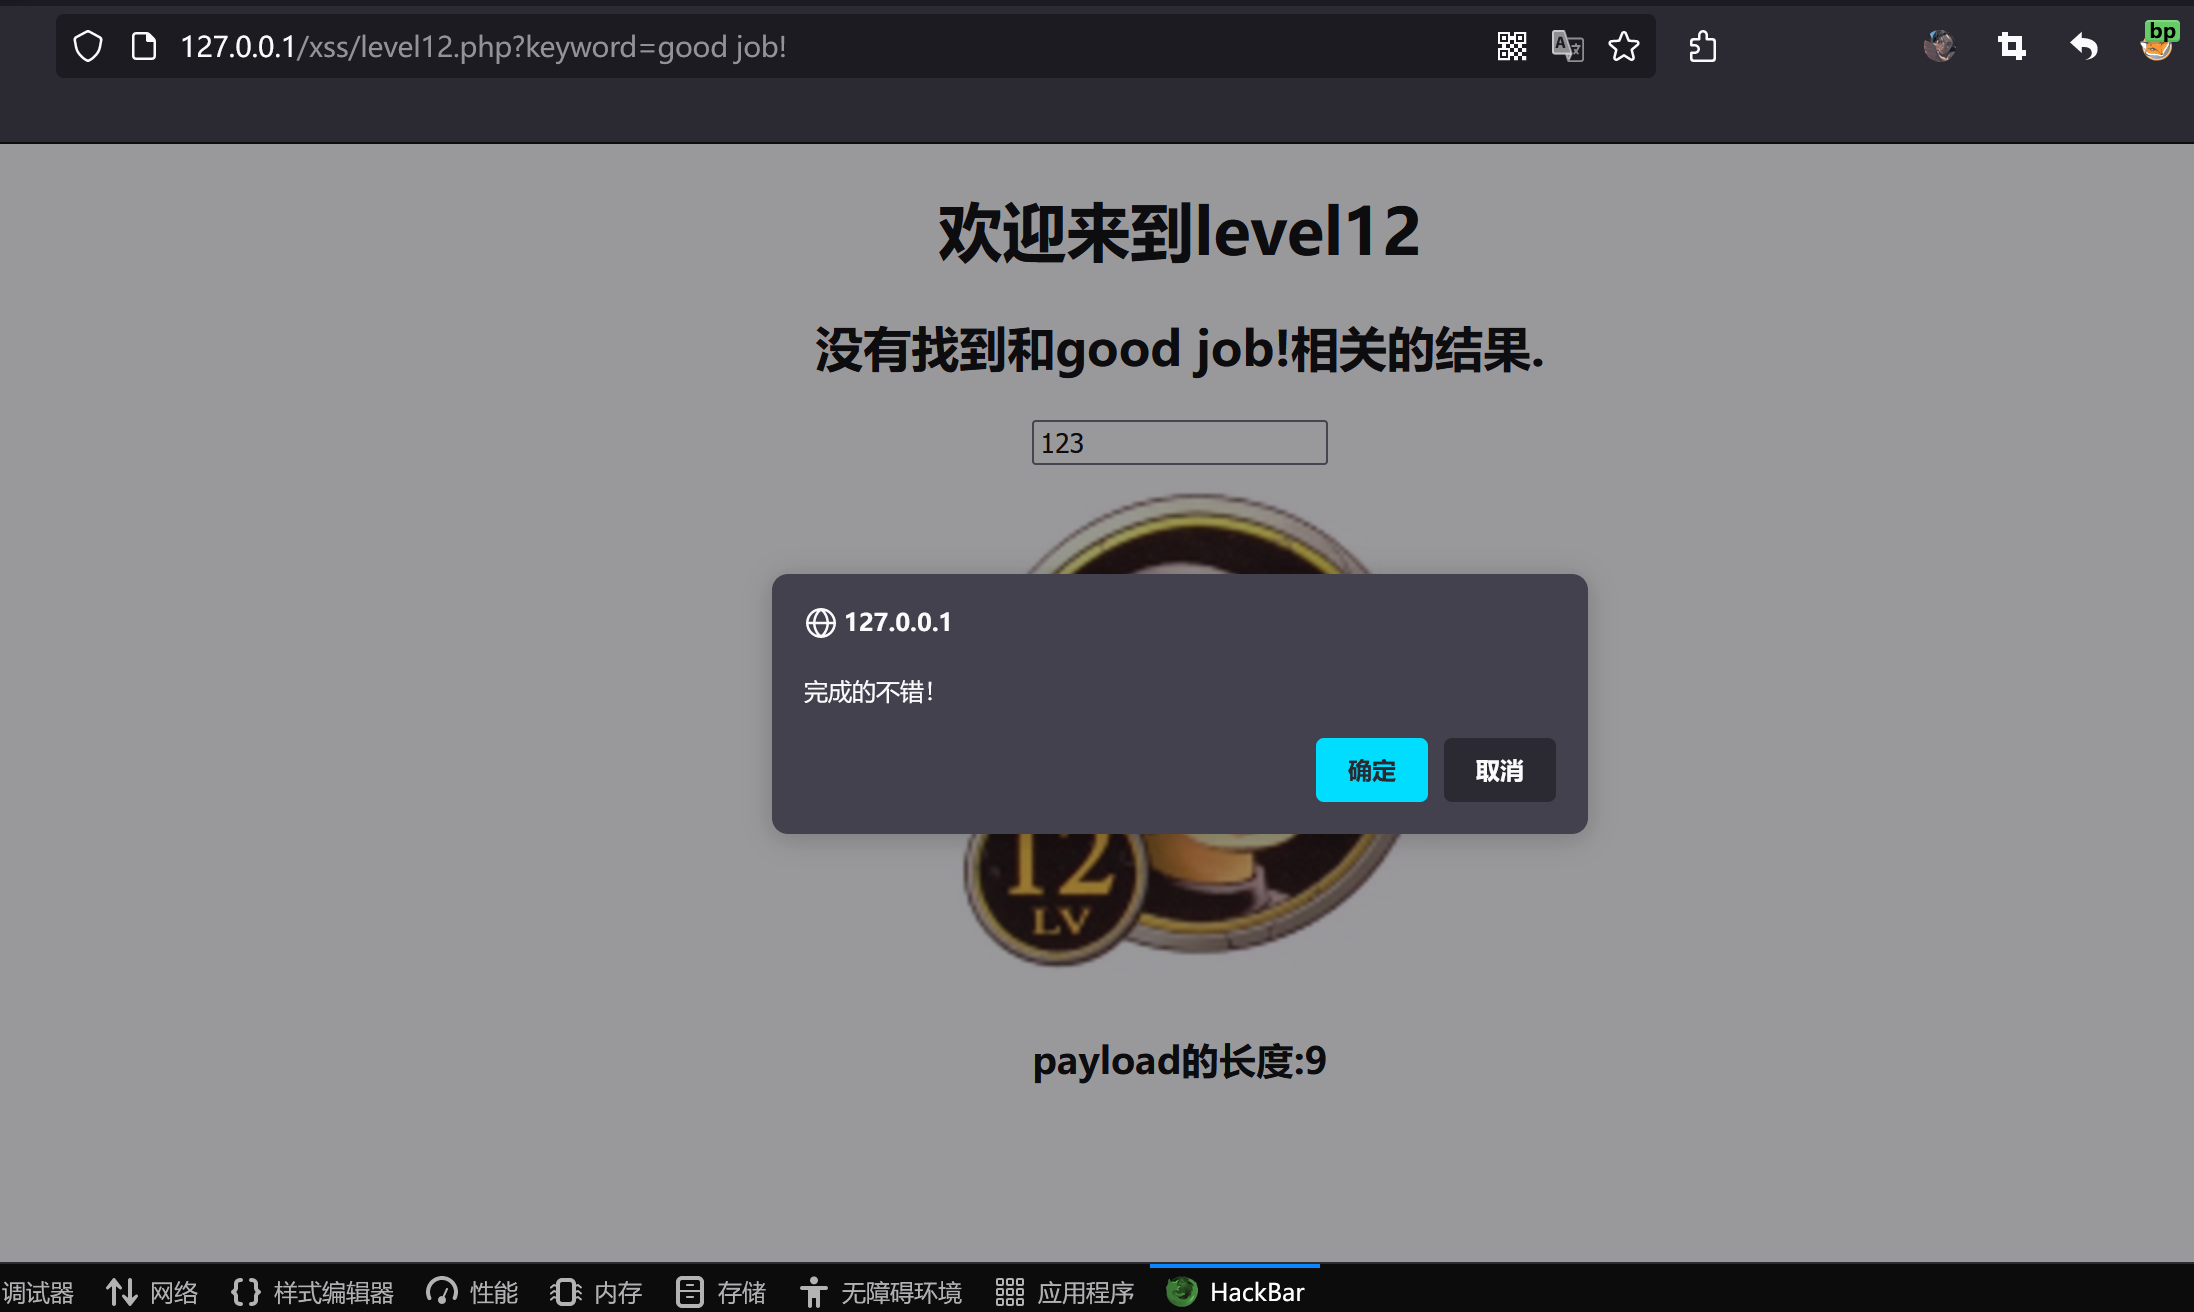 127.0.0.1/xss/level12.php?keyword=good job!
bp
欢迎来到level12
没有找到和good job!相关的结果.
123
127.0.0.1
完成的不错！
确定 取消
12
LV
payload的长度:9
调试器 网络 样式编辑器 性能 内存 存储 无障碍环境 应用程序 HackBar